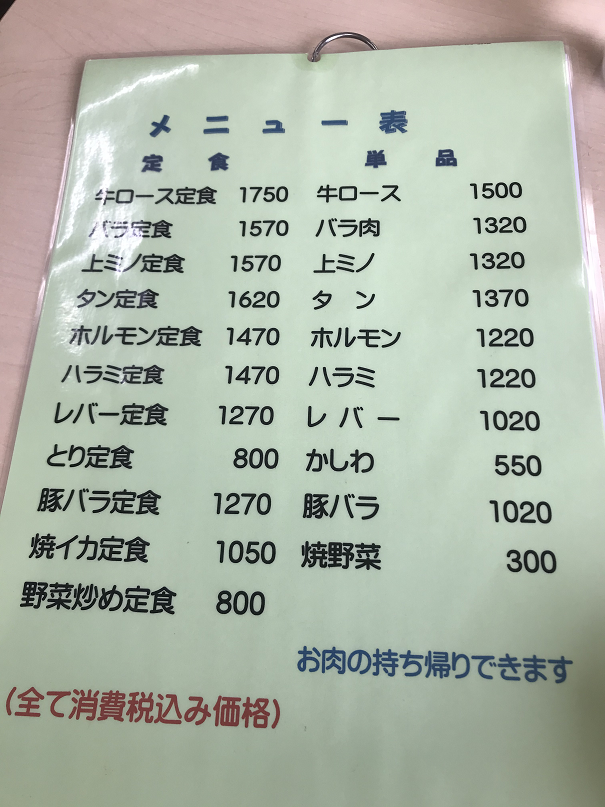 メニュー表
定食 単品
牛ロース定食 1750 牛ロース 1500
バラ定食 1570 バラ肉 1320
上ミノ定食 1570 上ミノ 1320
タン定食 1620 タン 1370
ホルモン定食 1470 ホルモン 1220
ハラミ定食 1470 ハラミ 1220
レバー定食 1270 レバー 1020
とり定食 800 かしわ 550
豚バラ定食 1270 豚バラ 1020
焼イカ定食 1050 焼野菜 300
野菜炒め定食 800
お肉の持ち帰りできます
(全て消費税込み価格)